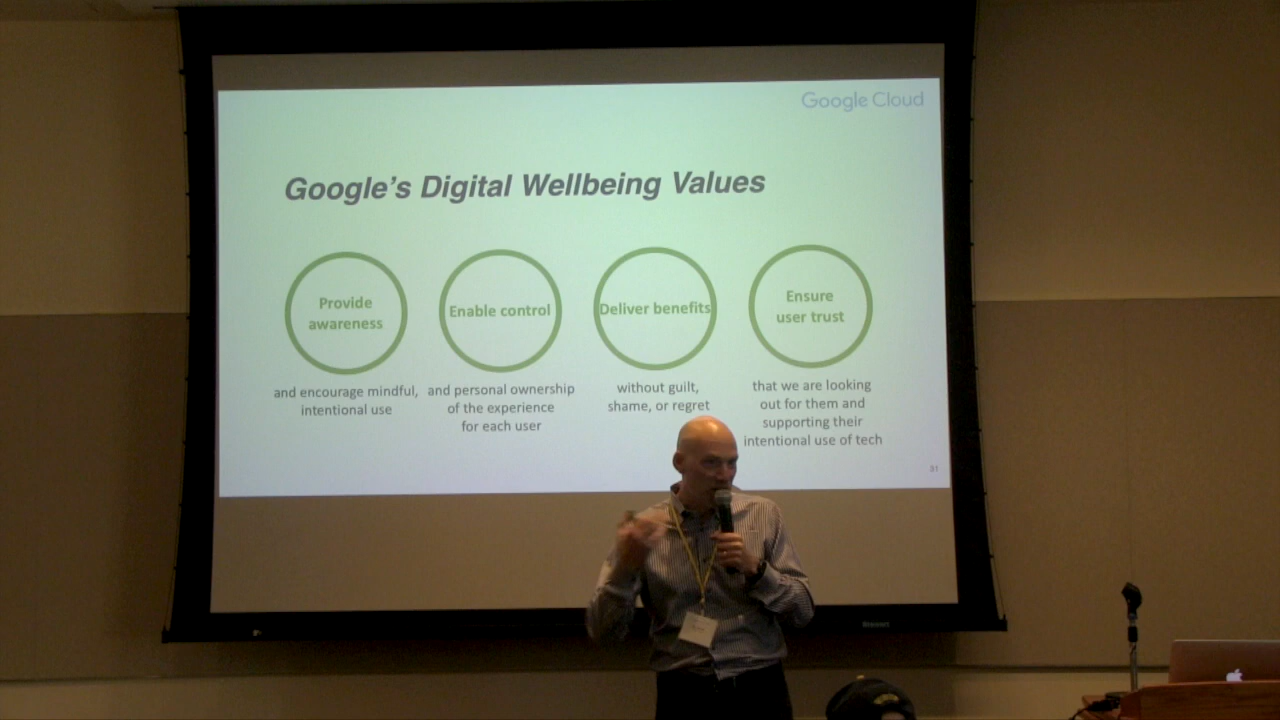 Google Cloud
Google's Digital Wellbeing Values
Provide
awareness
and encourage mindful,
intentional use
Enable control
and personal ownership
of the experience
for each user
Deliver benefits
without guilt,
shame, or regret
Ensure
user trust
that we are looking
out for them and
supporting their
intentional use of tech
31
Stewart